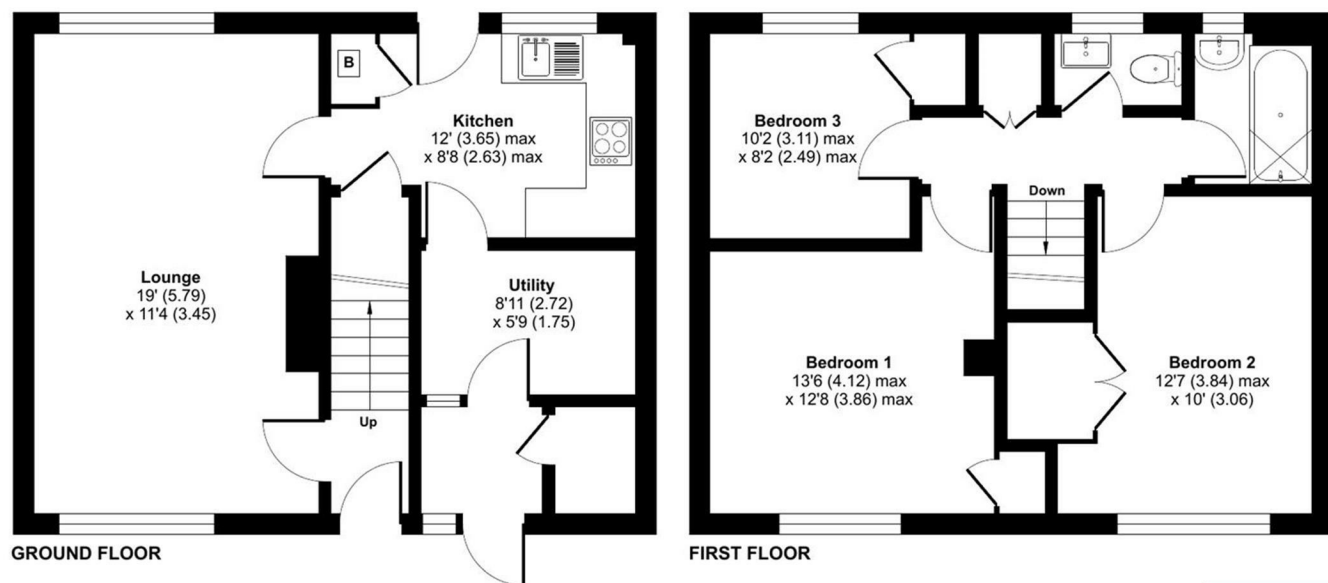 B
Kitchen
12' (3.65) max
x 8'8 (2.63) max
Lounge
19' (5.79)
x 11'4 (3.45)
Utility
8'11 (2.72)
x 5'9 (1.75)
Up
GROUND FLOOR
Bedroom 3
10'2 (3.11) max
x 8'2 (2.49) max
Down
Bedroom 1
13'6 (4.12) max
x 12'8 (3.86) max
Bedroom 2
12'7 (3.84) max
x 10' (3.06)
FIRST FLOOR